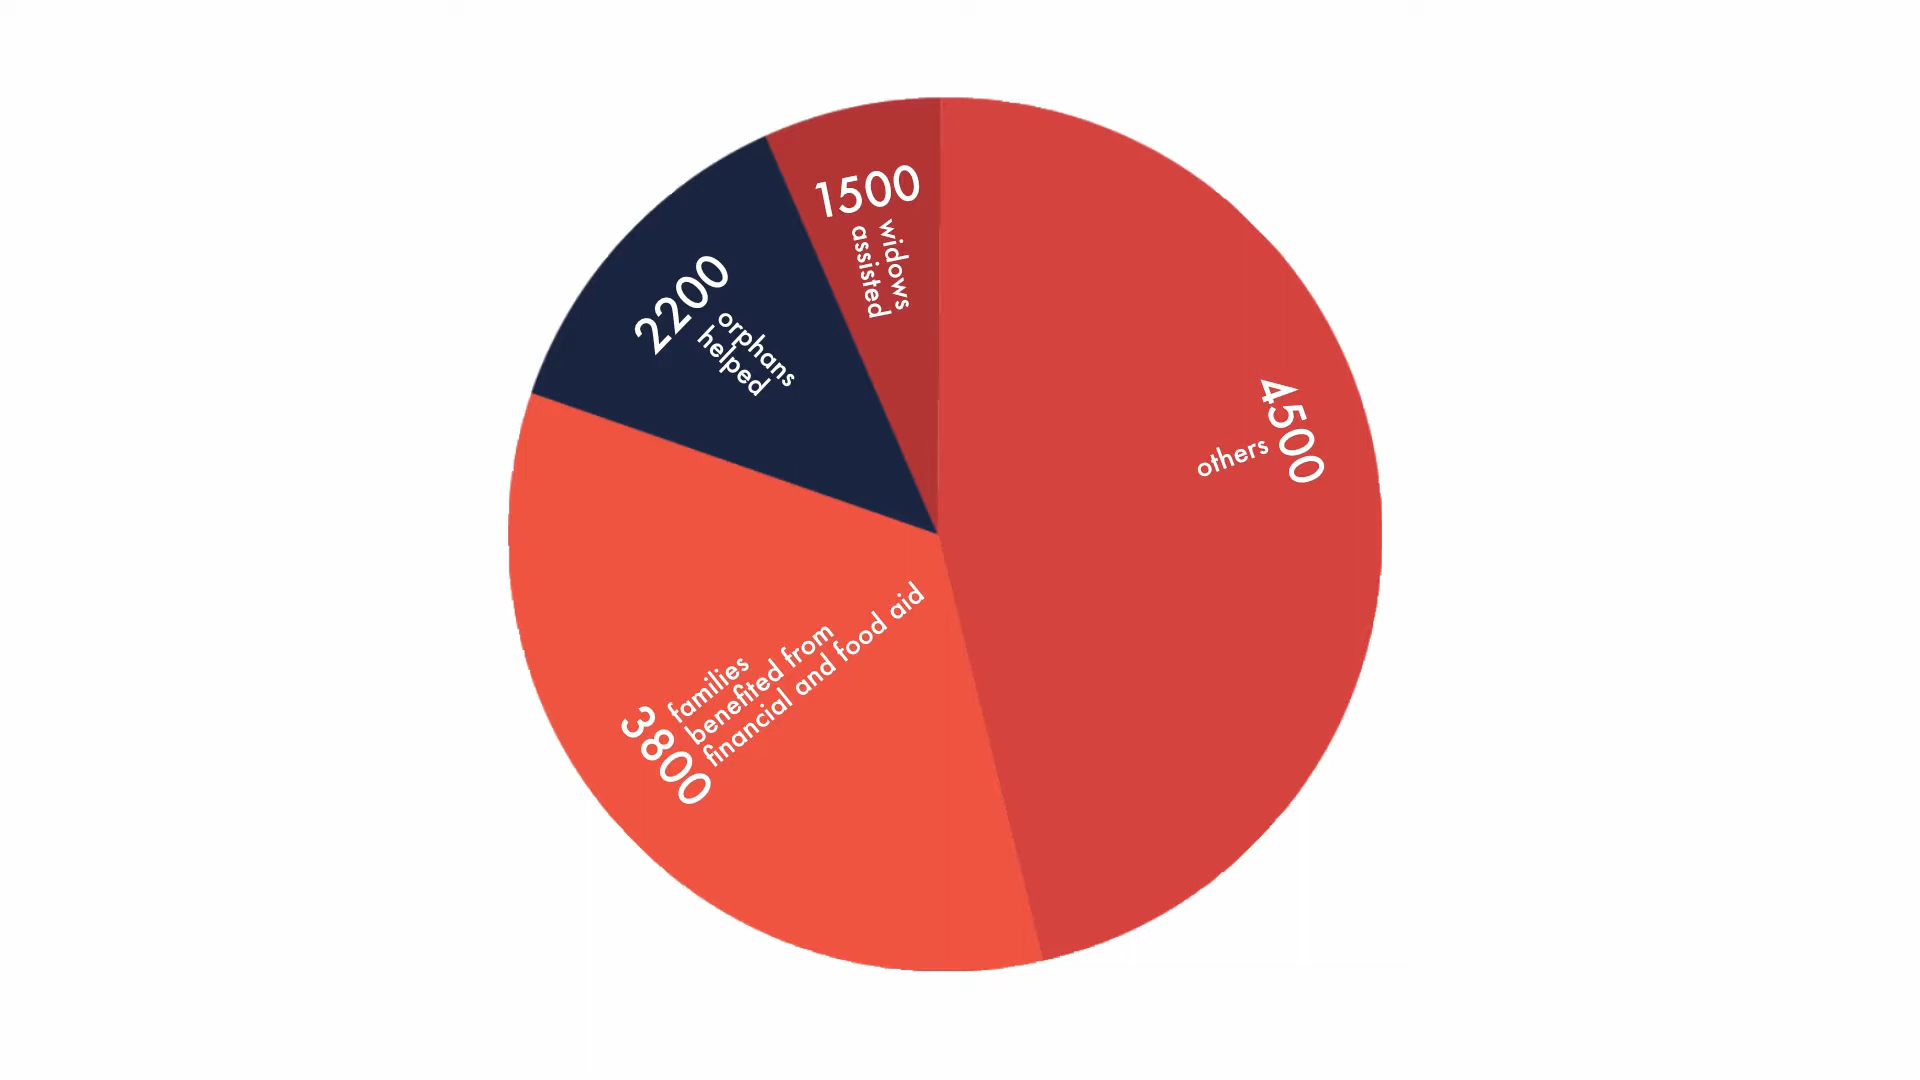 1500
widows
assisted
2200
orphans
helped
4500
others
3800
families
benefited from
financial and food aid